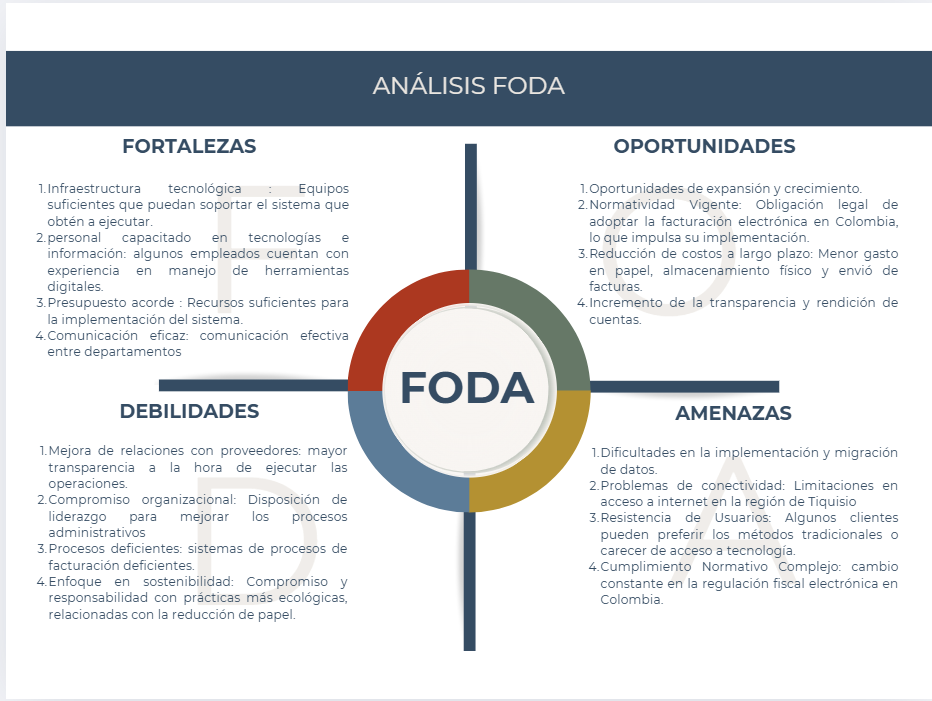 ANÁLISIS FODA
FORTALEZAS
1.Infraestructura tecnológica : Equipos
suficientes que puedan soportar el sistema que
obtén a ejecutar.
2.personal capacitado en tecnologías e
información: algunos empleados cuentan con
experiencia en manejo de herramientas
digitales.
3.Presupuesto acorde : Recursos suficientes para
la implementación del sistema.
4.Comunicación eficaz: comunicación efectiva
entre departamentos
F
OPORTUNIDADES
1.Oportunidades de expansión y crecimiento.
2.Normatividad Vigente: Obligación legal de
adoptar la facturación electrónica en Colombia,
lo que impulsa su implementación.
3.Reducción de costos a largo plazo: Menor gasto
en papel, almacenamiento físico y envió de
facturas.
4.Incremento de la transparencia y rendición de
cuentas.
O
FODA
DEBILIDADES
1.Mejora de relaciones con proveedores: mayor
transparencia a la hora de ejecutar las
operaciones.
2.Compromiso organizacional: Disposición de
liderazgo para mejorar los procesos
administrativos
3.Procesos deficientes: sistemas de procesos de
facturación deficientes.
4.Enfoque en sostenibilidad: Compromiso y
responsabilidad con prácticas más ecológicas,
relacionadas con la reducción de papel.
D
AMENAZAS
1.Dificultades en la implementación y migración
de datos.
2.Problemas de conectividad: Limitaciones en
acceso a internet en la región de Tiquisio
3.Resistencia de Usuarios: Algunos clientes
pueden preferir los métodos tradicionales o
carecer de acceso a tecnología.
4.Cumplimiento Normativo Complejo: cambio
constante en la regulación fiscal electrónica en
Colombia.
A